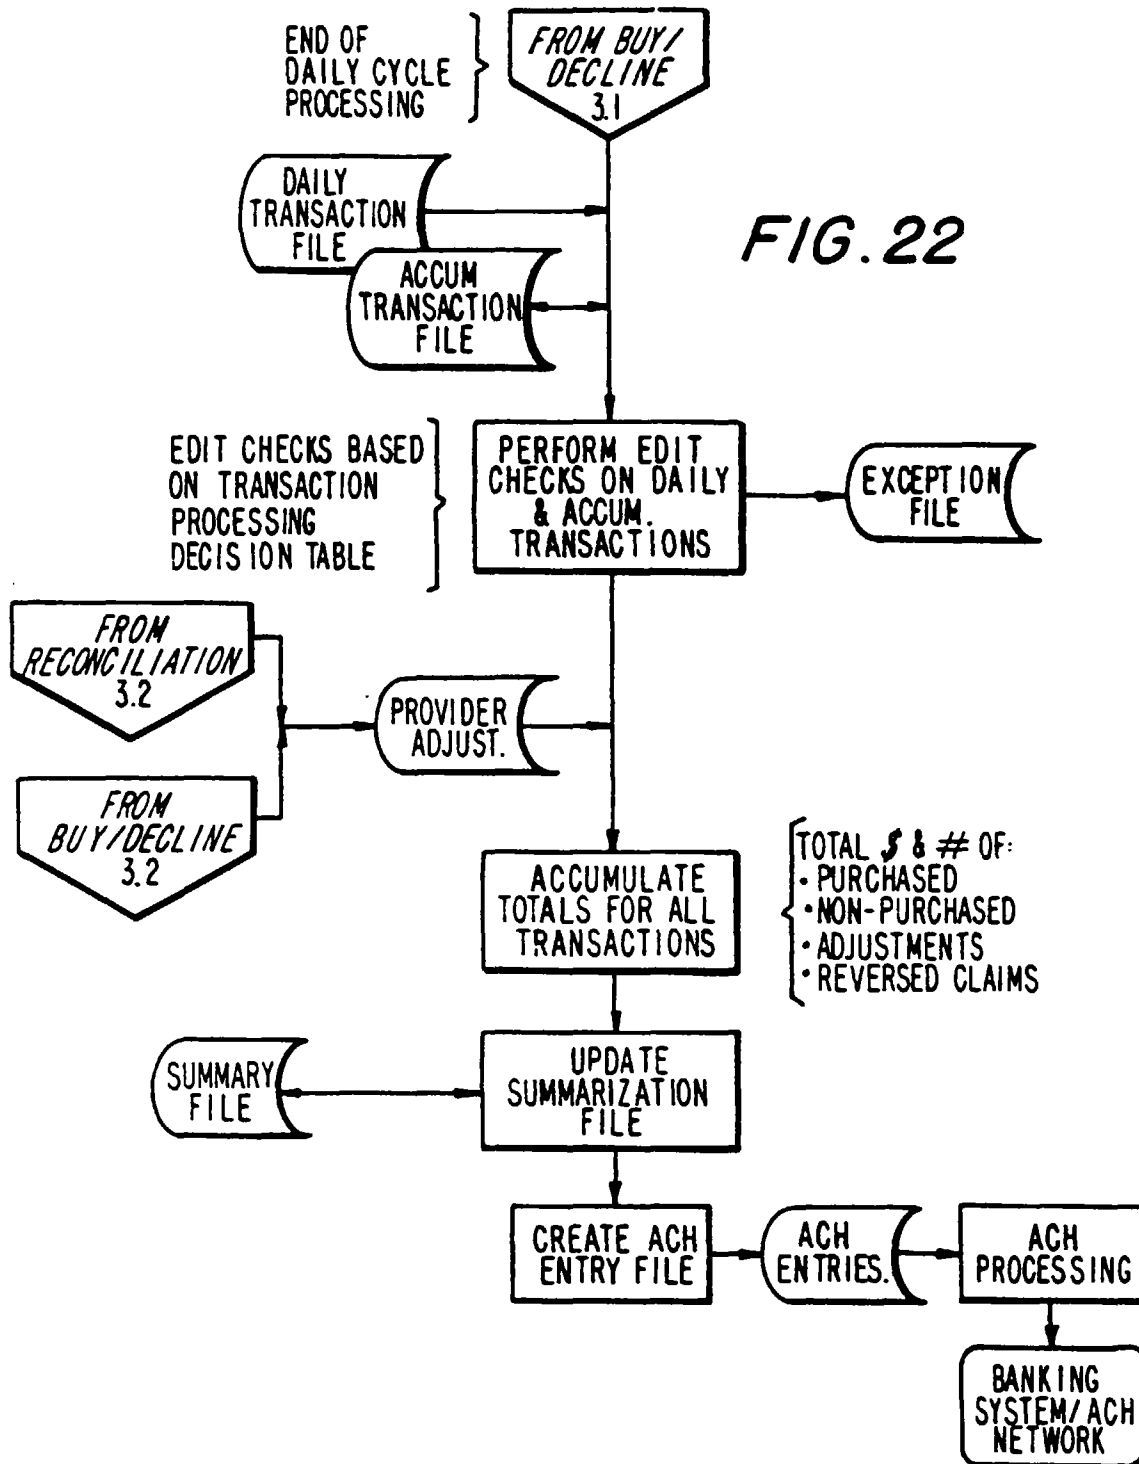 END OF
DAILY CYCLE
PROCESSING
FROM BUY/
DECLINE
3.1
DAILY
TRANSACTION
FILE
ACCUM
TRANSACTION
FILE
FIG. 22
EDIT CHECKS BASED
ON TRANSACTION
PROCESSING
DECISION TABLE
PERFORM EDIT
CHECKS ON DAILY
& ACCUM.
TRANSACTIONS
EXCEPTION
FILE
FROM
RECONCILIATION
3.2
PROVIDER
ADJUST.
FROM
BUY/DECLINE
3.2
ACCUMULATE
TOTALS FOR ALL
TRANSACTIONS
TOTAL $ & # OF:
• PURCHASED
• NON-PURCHASED
• ADJUSTMENTS
• REVERSED CLAIMS
SUMMARY
FILE
UPDATE
SUMMARIZATION
FILE
CREATE ACH
ENTRY FILE
ACH
ENTRIES.
ACH
PROCESSING
BANKING
SYSTEM/ACH
NETWORK